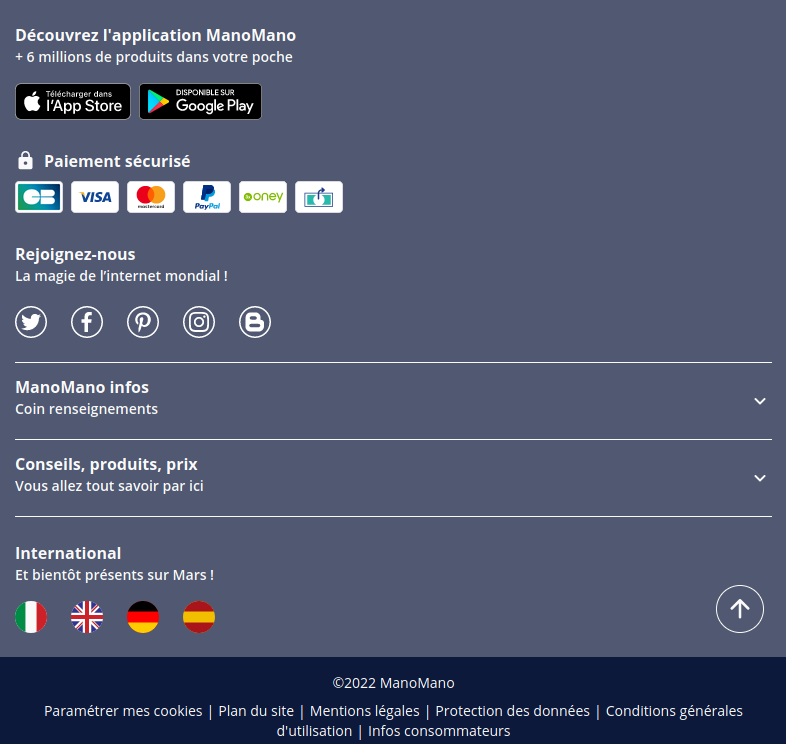 Découvrez l'application ManoMano
+ 6 millions de produits dans votre poche
Télécharger dans
l'App Store
DISPONIBLE SUR
Google Play
Paiement sécurisé
CB
VISA
mastercard
PayPal
oney
Rejoignez-nous
La magie de l’internet mondial !
ManoMano infos
Coin renseignements
Conseils, produits, prix
Vous allez tout savoir par ici
International
Et bientôt présents sur Mars !
©2022 ManoMano
Paramétrer mes cookies | Plan du site | Mentions légales | Protection des données | Conditions générales
d'utilisation | Infos consommateurs